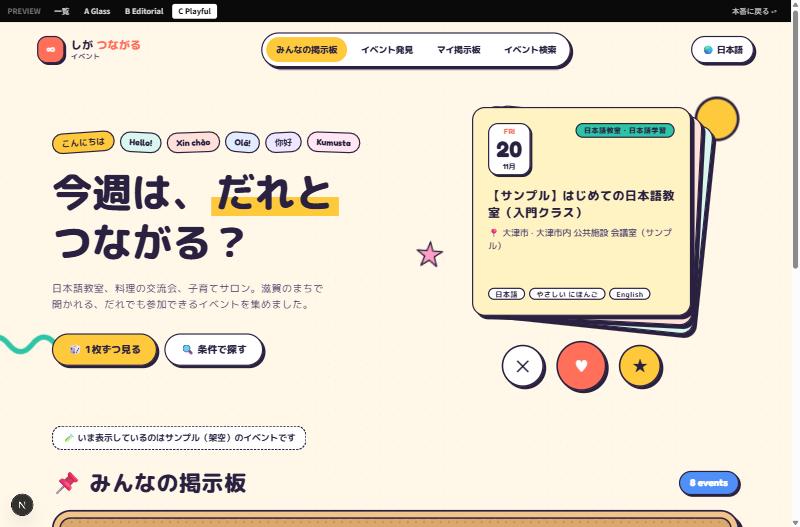 PREVIEW 一覧 A Glass B Editorial C Playful 本番に戻る
しが つながる
イベント
みんなの掲示板 イベント発見 マイ掲示板 イベント検索
日本語
こんにちは Hello! Xin chào Olá! 你好 Kumusta
今週は、だれと
つながる？
日本語教室、料理の交流会、子育てサロン。滋賀のまちで
開かれる、だれでも参加できるイベントを集めました。
1枚ずつ見る 条件で探す
FRI
20
11月
日本語教室・日本語学習
【サンプル】はじめての日本語教
室（入門クラス）
大津市 · 大津市内 公共施設 会議室（サンプ
ル）
日本語 やさしい にほんご English
いま表示しているのはサンプル（架空）のイベントです
みんなの掲示板
8 events
N